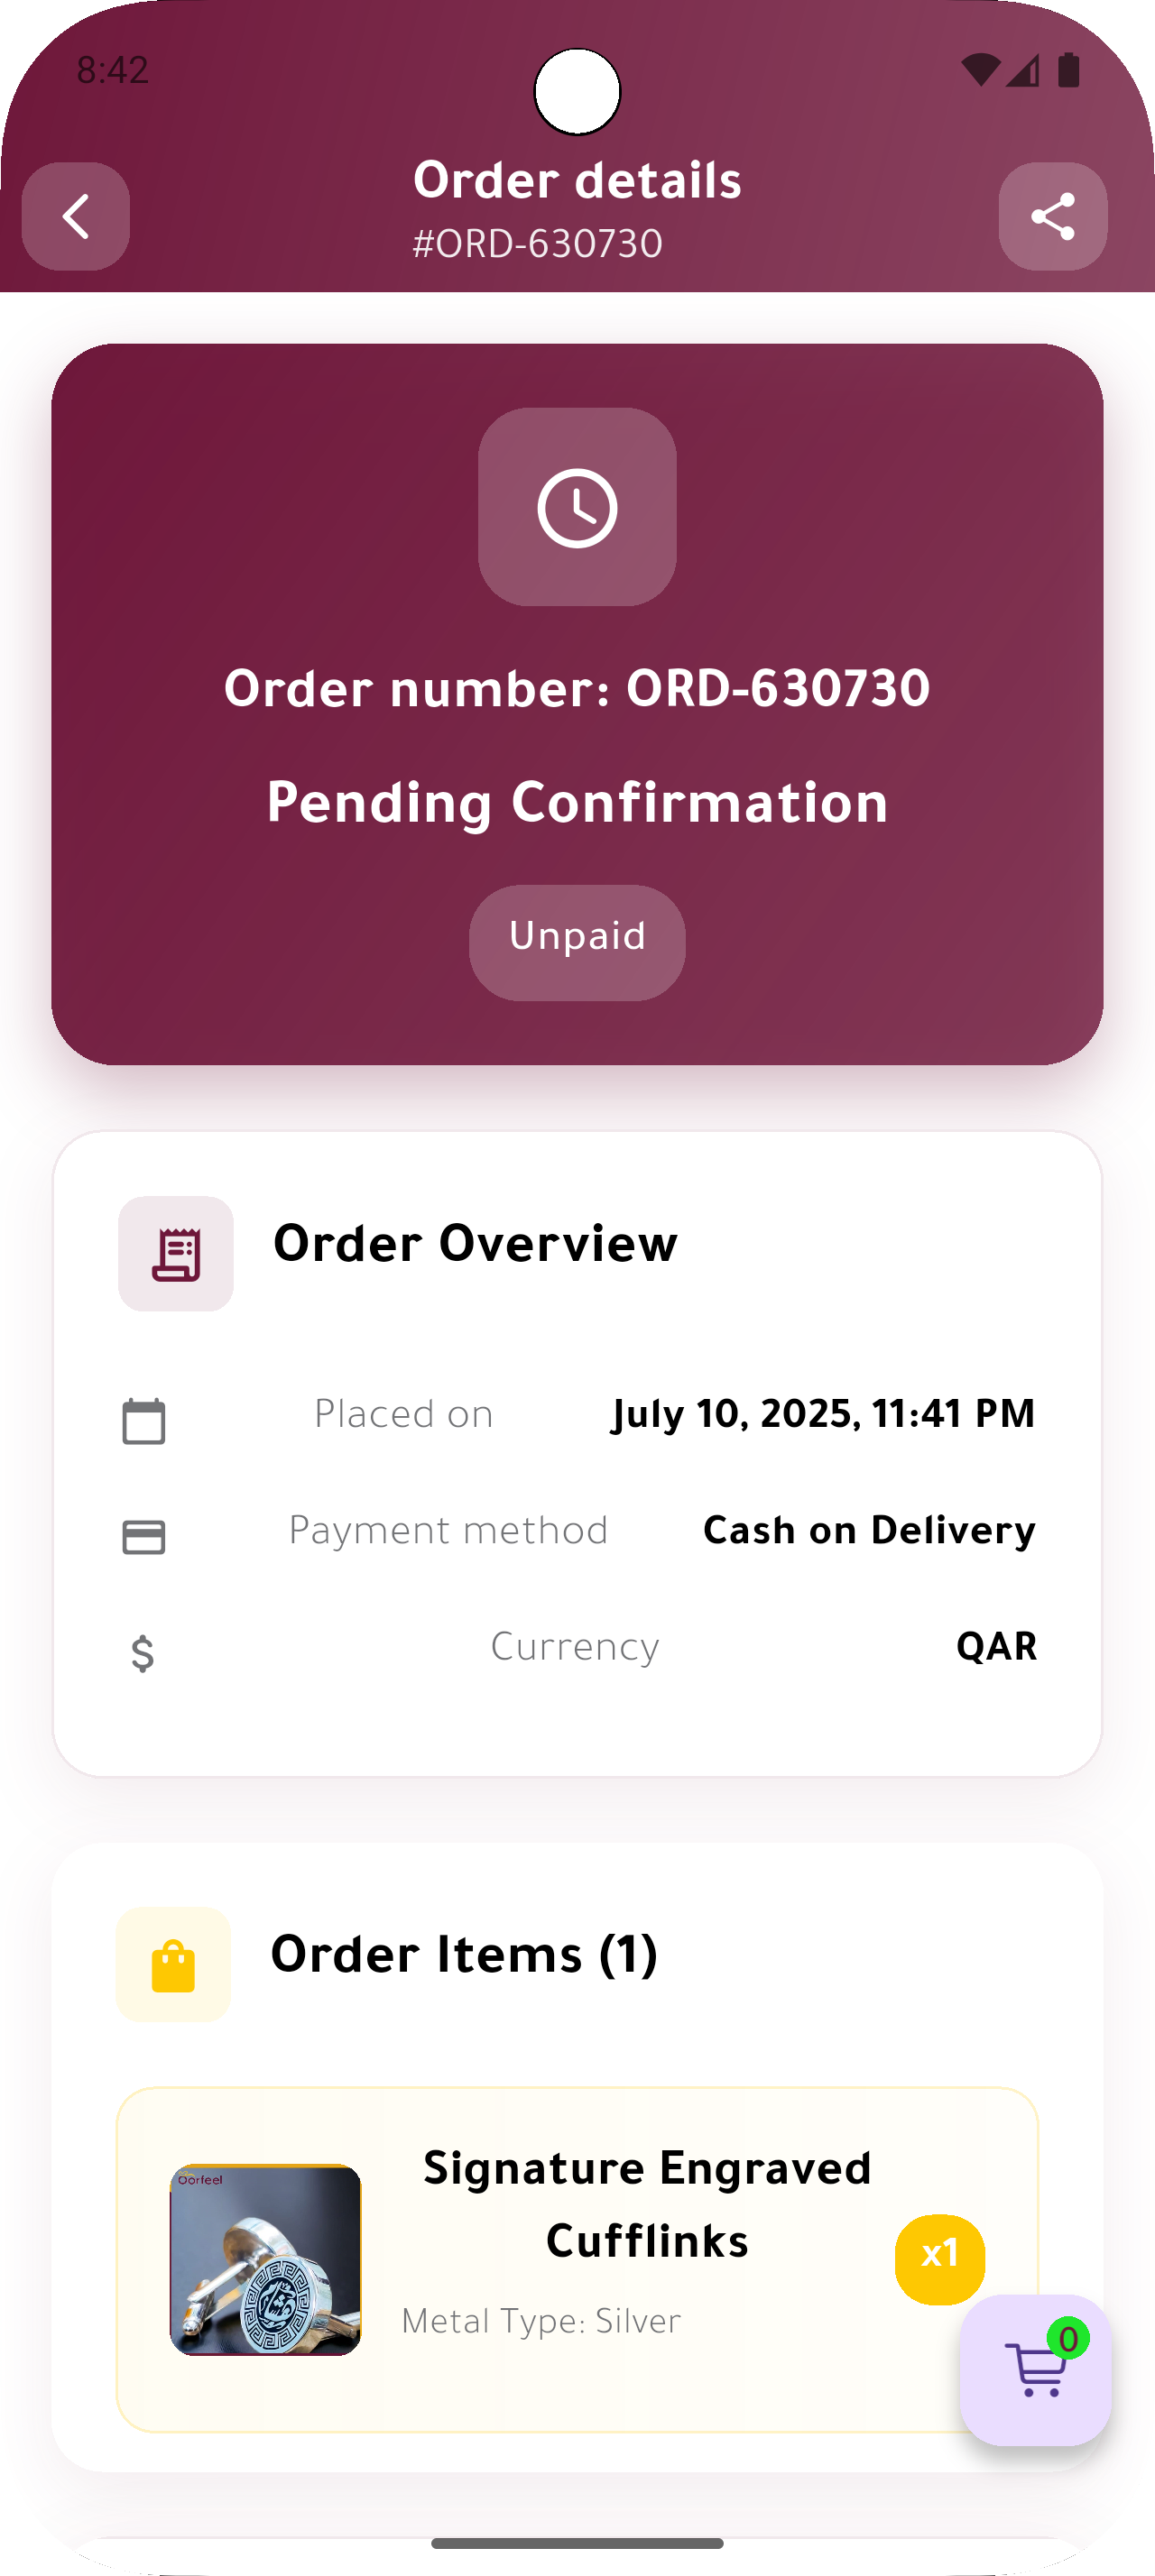 8:42
Order details
#ORD-630730
Order number: ORD-630730
Pending Confirmation
Unpaid
Order Overview
Placed on July 10, 2025, 11:41 PM
Payment method Cash on Delivery
Currency QAR
Order Items (1)
Oorfeel
Signature Engraved
Cufflinks
x1
Metal Type: Silver
0